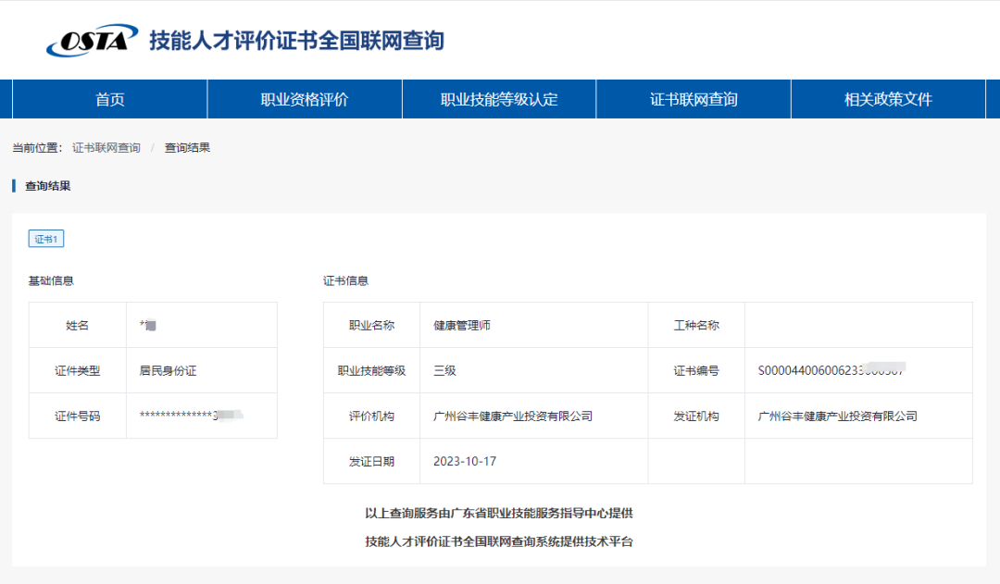 OSTA 技能人才评价证书全国联网查询
首页 职业资格评价 职业技能等级认定 证书联网查询 相关政策文件
当前位置： 证书联网查询 / 查询结果
查询结果
证书1
基础信息 证书信息
姓名 * 职业名称 健康管理师 工种名称
证件类型 居民身份证 职业技能等级 三级 证书编号 S000044006006233
证件号码 **************3 评价机构 广州谷丰健康产业投资有限公司 发证机构 广州谷丰健康产业投资有限公司
发证日期 2023-10-17
以上查询服务由广东省职业技能服务指导中心提供
技能人才评价证书全国联网查询系统提供技术平台